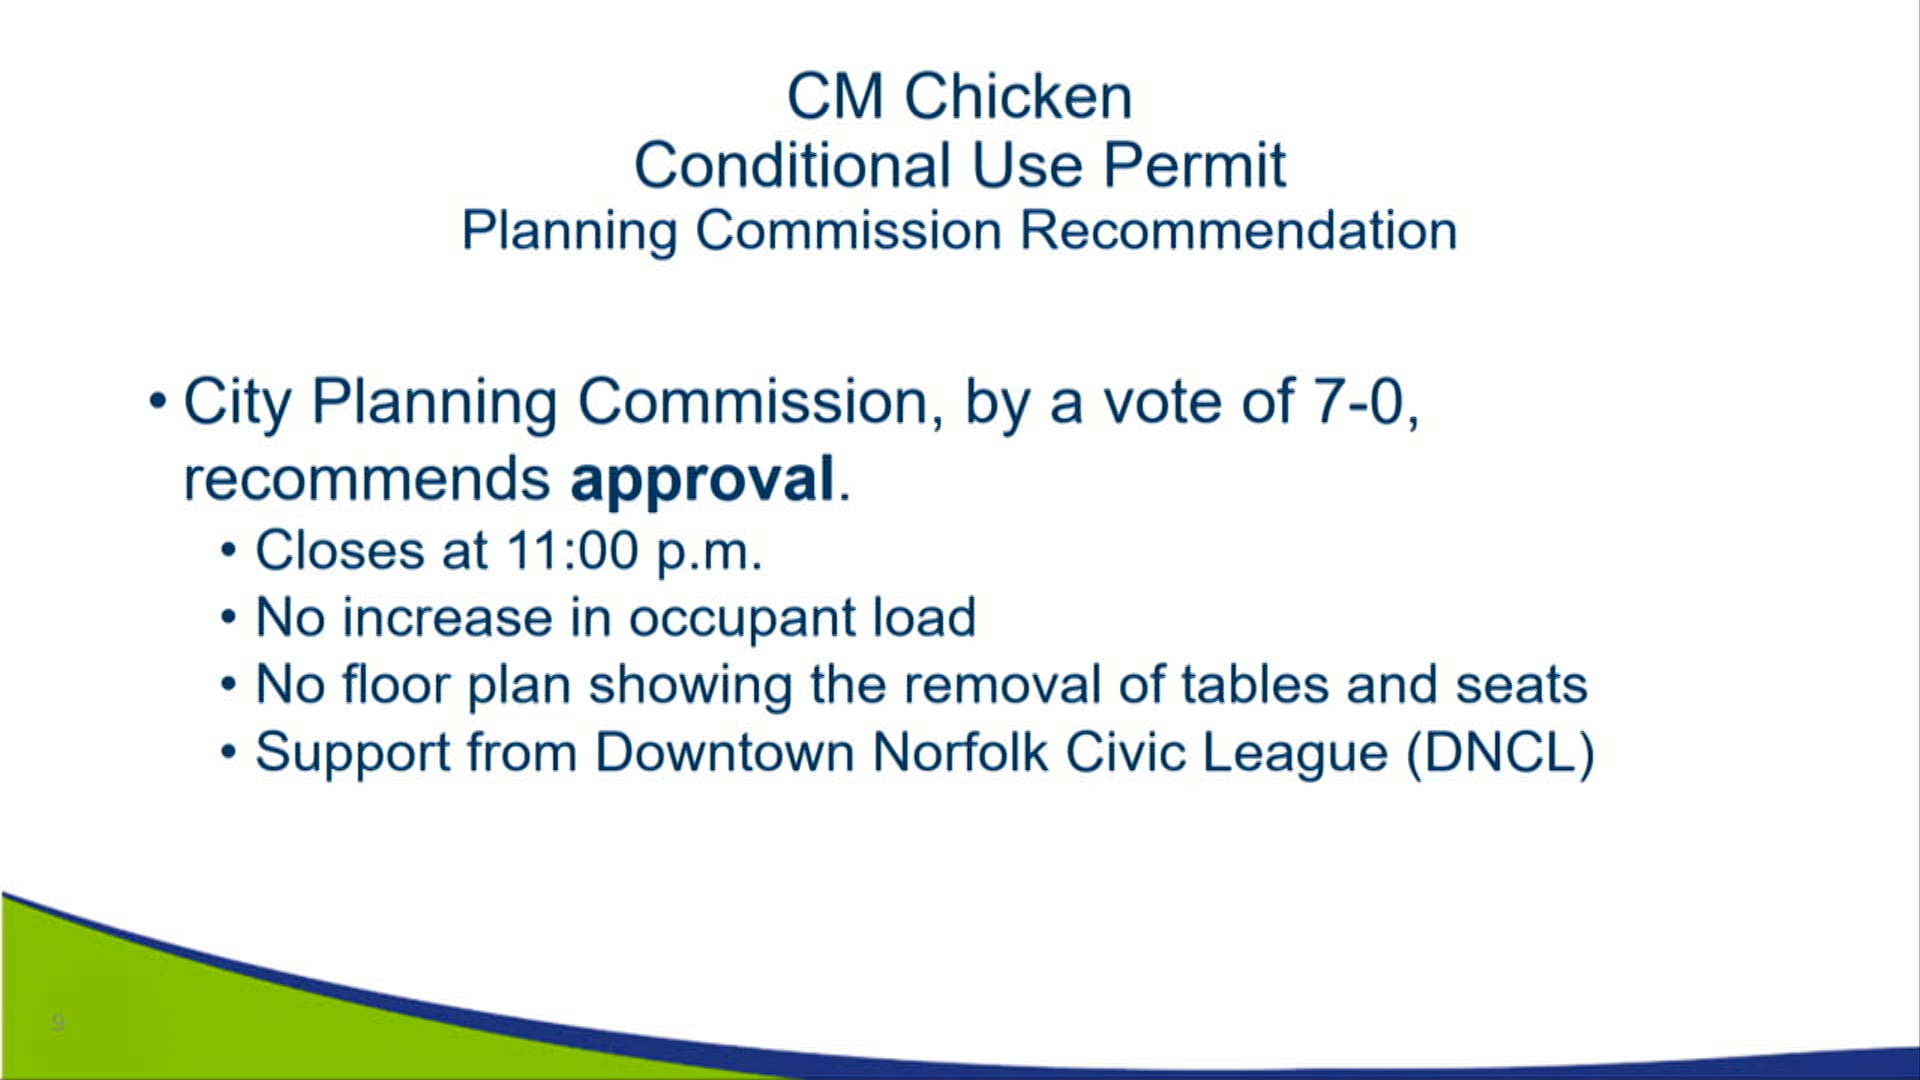 CM Chicken
Conditional Use Permit
Planning Commission Recommendation
• City Planning Commission, by a vote of 7-0,
recommends approval.
• Closes at 11:00 p.m.
• No increase in occupant load
• No floor plan showing the removal of tables and seats
• Support from Downtown Norfolk Civic League (DNCL)
9